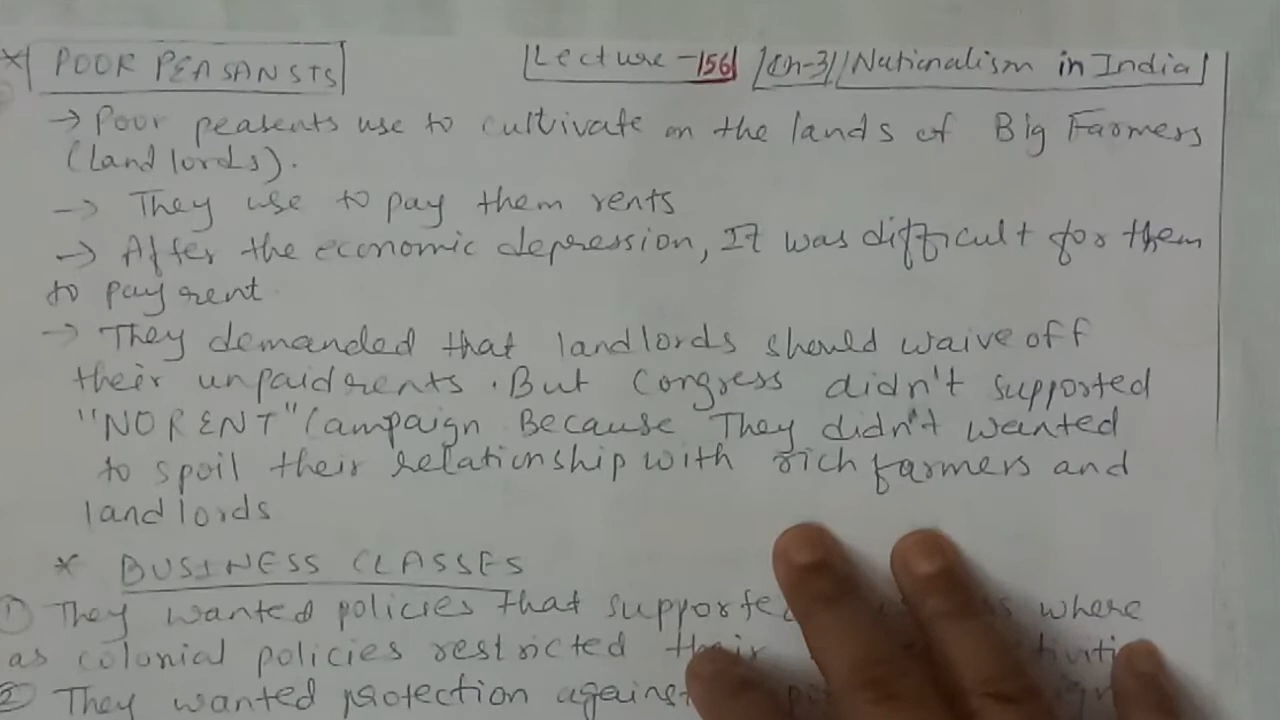 * POOR PEASANSTS
Lecture -156 Ch-3 Nationalism in India
→ Poor peasents use to cultivate on the lands of Big Farmers
(Land lords).
→ They use to pay them rents
→ After the economic depression, It was difficult for them
to pay rent
→ They demanded that landlords should waive off
their unpaid rents. But Congress didn't supported
"NO RENT" Campaign Because They didn't wanted
to spoil their relationship with rich farmers and
landlords
* BUSINESS CLASSES
① They wanted policies that where
as colonial policies restricted their
② They wanted protection against